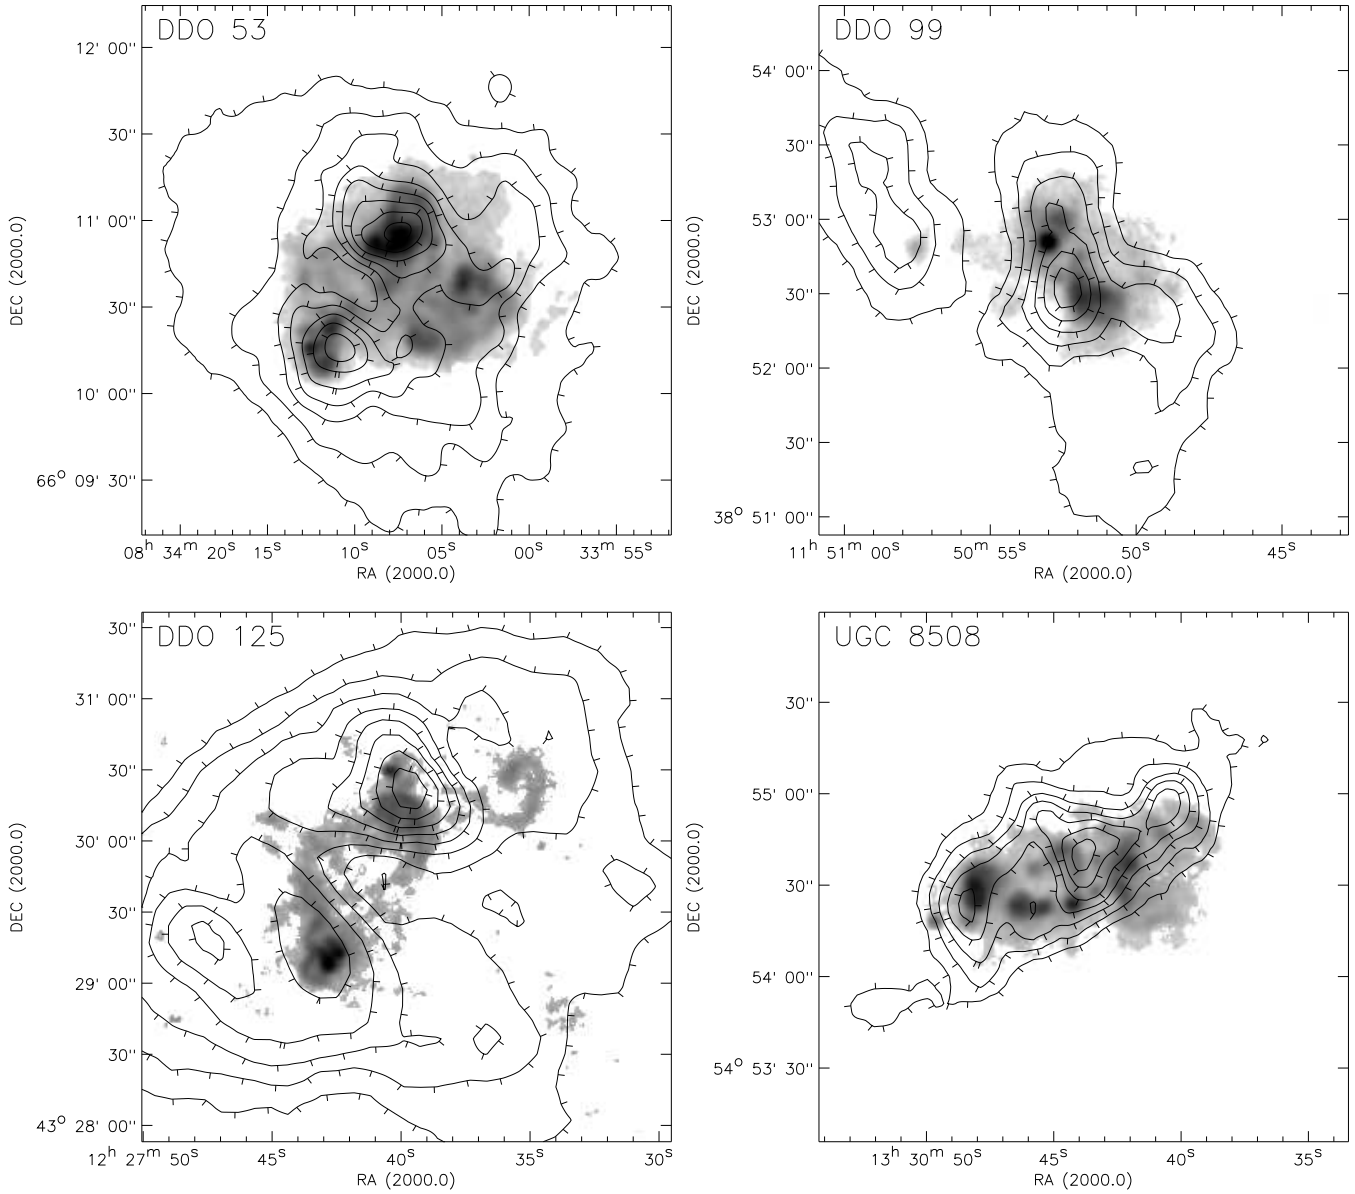 DDO 53
12' 00"
30"
11' 00"
30"
10' 00"
66° 09' 30"
DEC (2000.0)
08h 34m 20s 15s 10s 05s 00s 33m 55s
RA (2000.0)
DDO 99
54' 00"
30"
53' 00"
30"
52' 00"
30"
38° 51' 00"
DEC (2000.0)
11h 51m 00s 50m 55s 50s 45s
RA (2000.0)
DDO 125
30"
31' 00"
30"
30' 00"
30"
29' 00"
30"
43° 28' 00"
DEC (2000.0)
12h 27m 50s 45s 40s 35s 30s
RA (2000.0)
UGC 8508
30"
55' 00"
30"
54' 00"
54° 53' 30"
DEC (2000.0)
13h 30m 50s 45s 40s 35s
RA (2000.0)